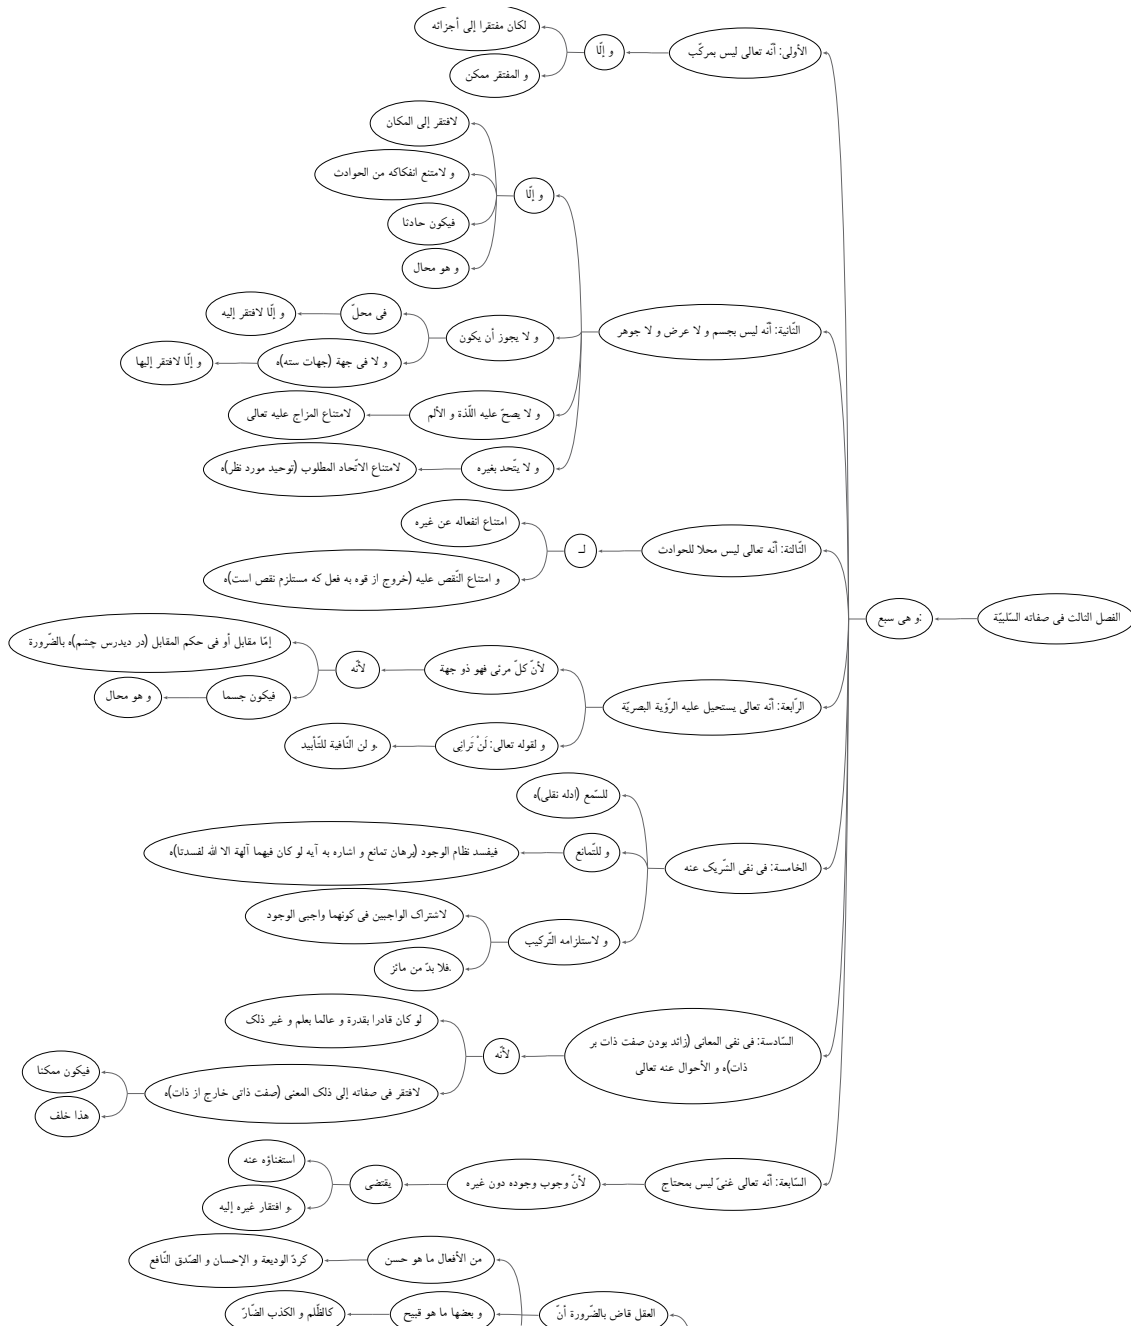 الفصل الثالث فی صفاته السّلبیّة
و هی سبع:
الأولی: أنّه تعالی لیس بمرکّب
و إلّا
لکان مفتقرا إلی أجزائه
و المفتقر ممکن
الثّانیة: أنّه لیس بجسم و لا عرض و لا جوهر
و إلّا
لافتقر إلی المکان
و لامتنع انفکاکه من الحوادث
فیکون حادثا
و هو محال
و لا یجوز أن یکون
فی محلّ
و إلّا لافتقر إلیه
و لا فی جهة (جهات سته)ه
و إلّا لافتقر إلیها
و لا یصحّ علیه اللّذة و الألم
لامتناع المزاج علیه تعالی
و لا یتّحد بغیره
لامتناع الاتّحاد المطلوب (توحید مورد نظر)ه
الثّالثة: أنّه تعالی لیس محلا للحوادث
لـ
امتناع انفعاله عن غیره
و امتناع النّقص علیه (خروج از قوه به فعل که مستلزم نقص است)ه
الرّابعة: أنّه تعالی یستحیل علیه الرّؤیة البصریّة
لأنّ کلّ مرئی فهو ذو جهة
لأنّه
إمّا مقابل أو فی حکم المقابل (در دیدرس چشم)ه بالضّرورة
فیکون جسما
و هو محال
و لقوله تعالی: لَنْ تَرانِی
و لن النّافیة للتّأبید.
الخامسة: فی نفی الشّریک عنه
للسّمع (ادله نقلی)ه
و للتّمانع
فیفسد نظام الوجود (برهان تمانع و اشاره به آیه لو کان فیهما آلهة الا الله لفسدتا)ه
و لاستلزامه التّرکیب
لاشتراک الواجبین فی کونهما واجبی الوجود
فلا بدّ من مائز.
السّادسة: فی نفی المعانی (زائد بودن صفت ذات بر
ذات)ه و الأحوال عنه تعالی
لأنّه
لو کان قادرا بقدرة و عالما بعلم و غیر ذلک
لافتقر فی صفاته إلی ذلک المعنی (صفت ذاتی خارج از ذات)ه
فیکون ممکنا
هذا خلف
السّابعة: أنّه تعالی غنیّ لیس بمحتاج
لأنّ وجوب وجوده دون غیره
یقتضی
استغناؤه عنه
و افتقار غیره إلیه.
العقل قاض بالضّرورة أنّ
من الأفعال ما هو حسن
کردّ الودیعة و الإحسان و الصّدق النّافع
و بعضها ما هو قبیح
کالظّلم و الکذب الضّارّ